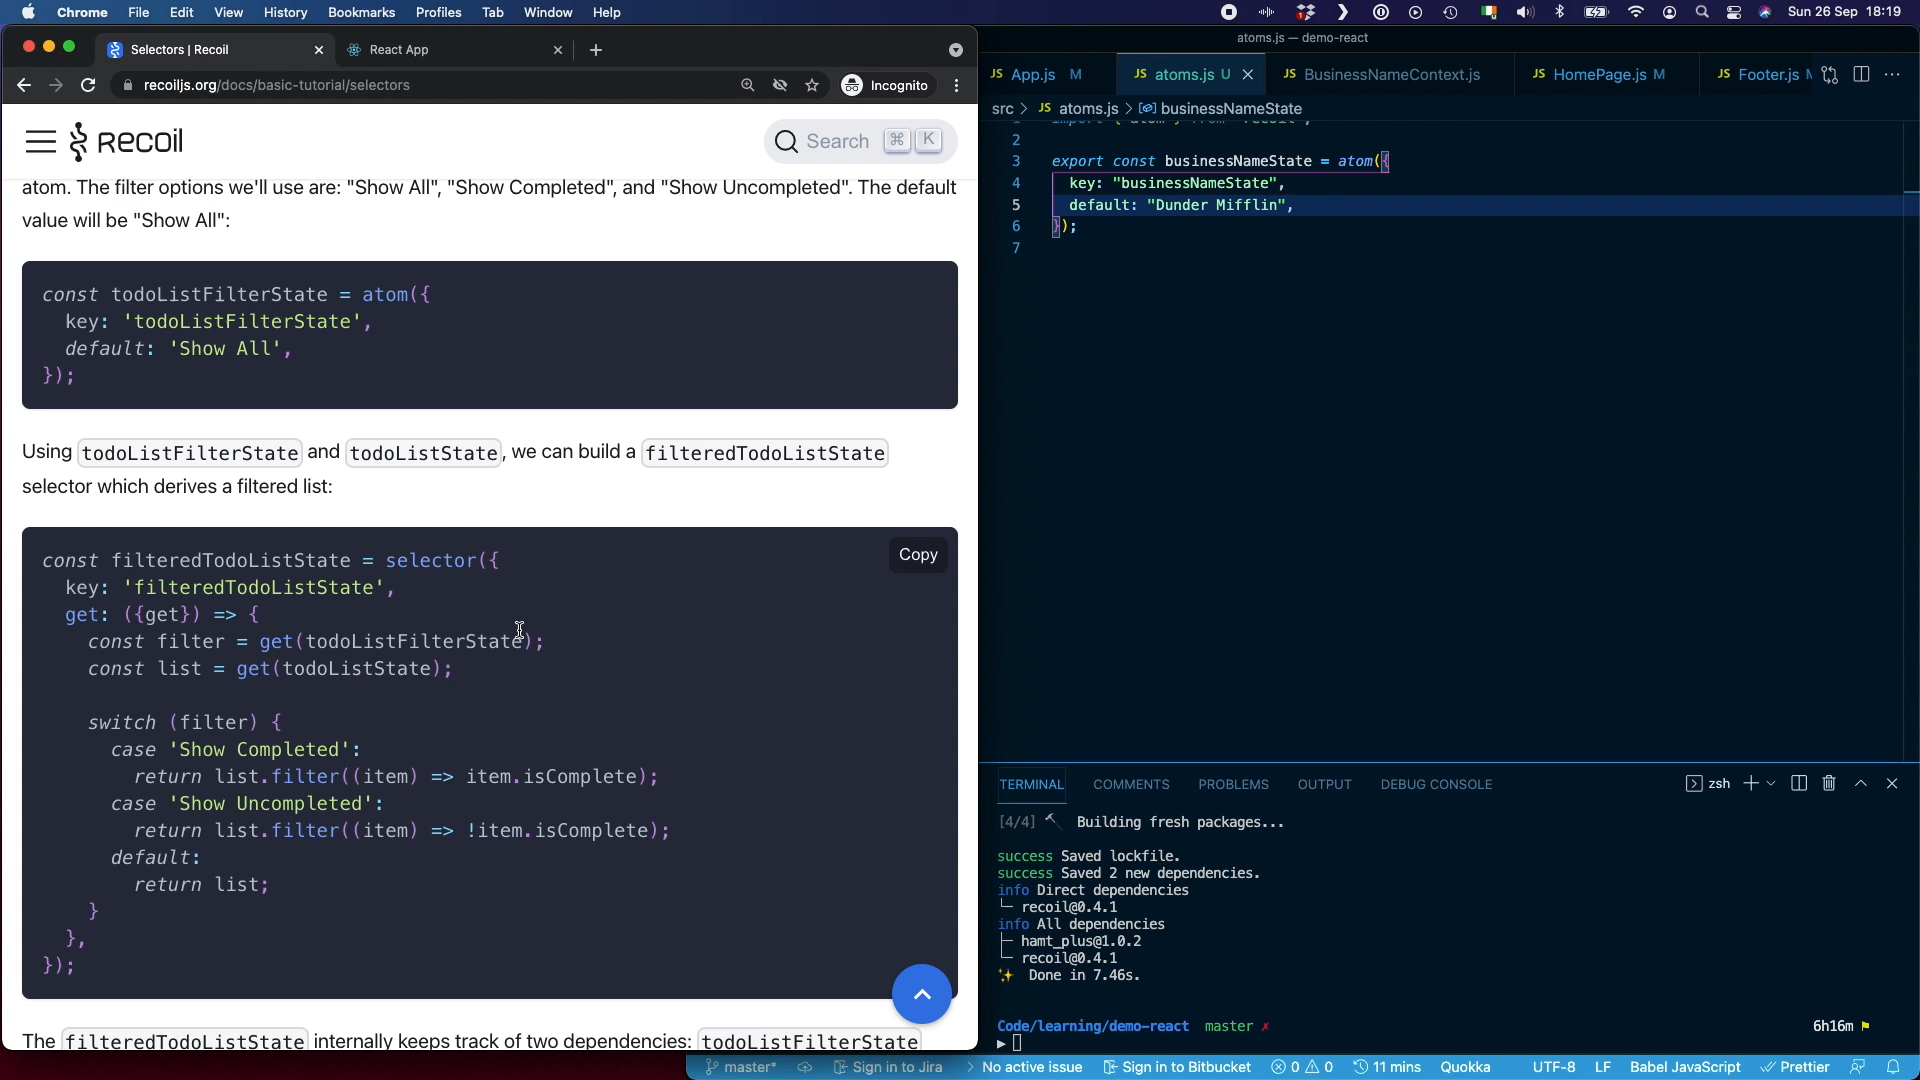 Chrome File Edit View History Bookmarks Profiles Tab Window Help Sun 26 Sep 18:19
Selectors | Recoil
React App
recoiljs.org/docs/basic-tutorial/selectors
Incognito
recoil
Search ⌘ K
atom. The filter options we'll use are: "Show All", "Show Completed", and "Show Uncompleted". The default
value will be "Show All":
const todoListFilterState = atom({
key: 'todoListFilterState',
default: 'Show All',
});
Using todoListFilterState and todoListState, we can build a filteredTodoListState
selector which derives a filtered list:
Copy
const filteredTodoListState = selector({
key: 'filteredTodoListState',
get: ({get}) => {
const filter = get(todoListFilterState);
const list = get(todoListState);
switch (filter) {
case 'Show Completed':
return list.filter((item) => item.isComplete);
case 'Show Uncompleted':
return list.filter((item) => !item.isComplete);
default:
return list;
}
},
});
The filteredTodoListState internally keeps track of two dependencies: todoListFilterState
atoms.js — demo-react
JS App.js M JS atoms.js U JS BusinessNameContext.js JS HomePage.js M JS Footer.js
src > JS atoms.js > businessNameState
2
3 export const businessNameState = atom({
4 key: "businessNameState",
5 default: "Dunder Mifflin",
6 });
7
TERMINAL COMMENTS PROBLEMS OUTPUT DEBUG CONSOLE zsh
[4/4] 🔨 Building fresh packages...
success Saved lockfile.
success Saved 2 new dependencies.
info Direct dependencies
└─ recoil@0.4.1
info All dependencies
├─ hamt_plus@1.0.2
└─ recoil@0.4.1
✨ Done in 7.46s.
Code/learning/demo-react master ✗ 6h16m
master* Sign in to Jira No active issue Sign in to Bitbucket 0 0 11 mins Quokka UTF-8 LF Babel JavaScript Prettier